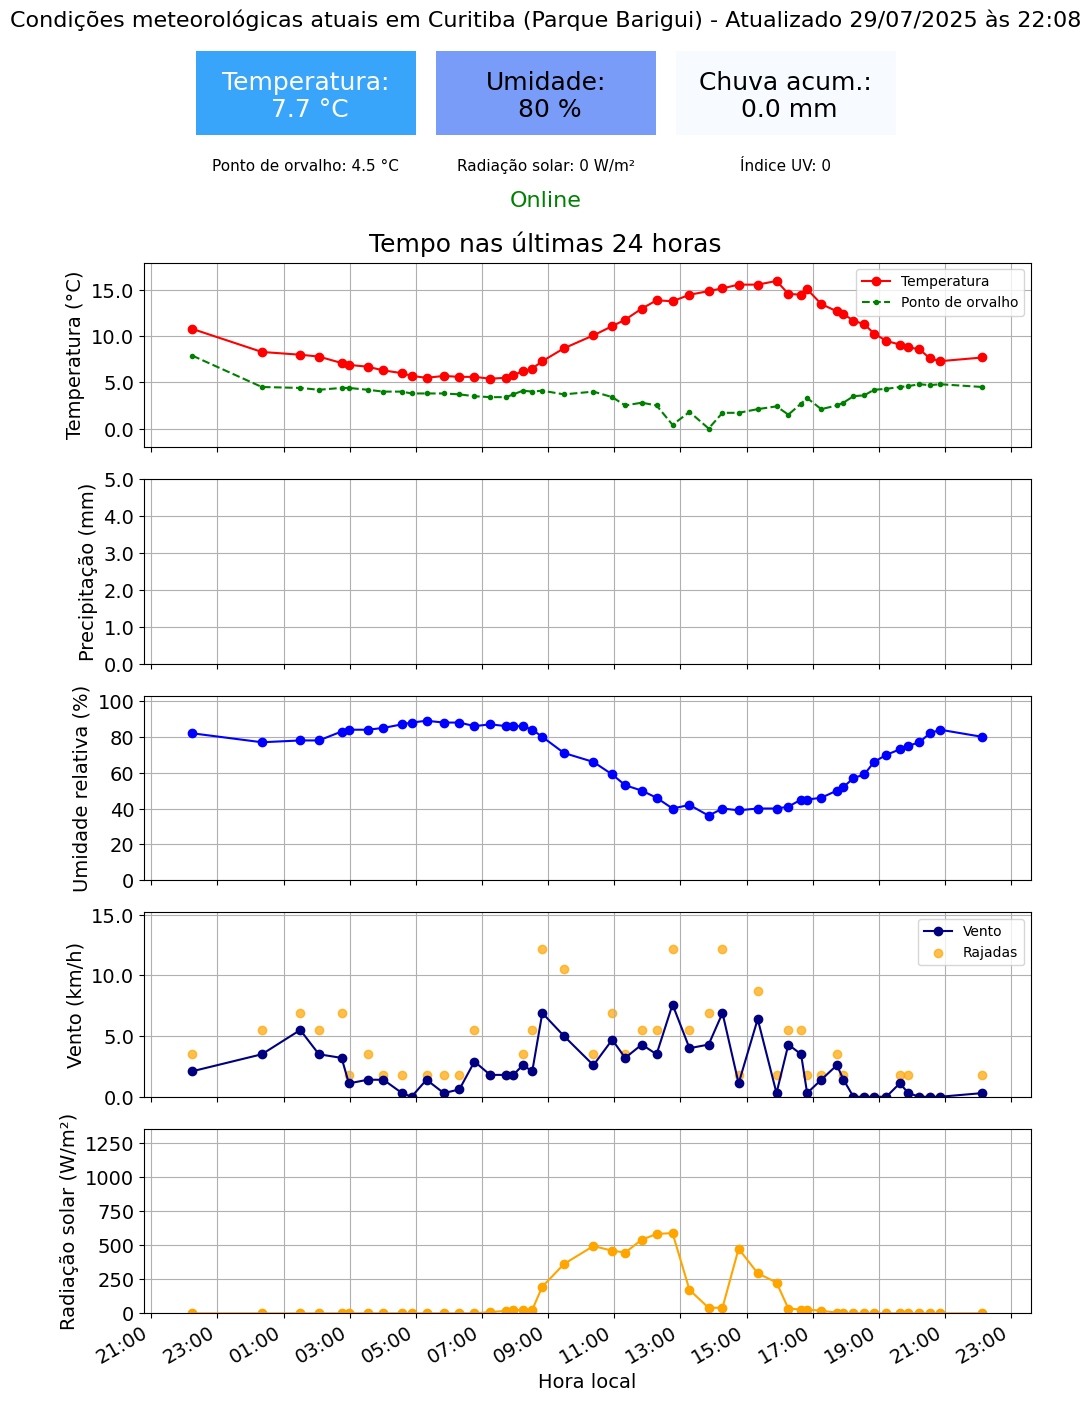 Condições meteorológicas atuais em Curitiba (Parque Barigui) - Atualizado 29/07/2025 às 22:08
Temperatura:
7.7 °C
Umidade:
80 %
Chuva acum.:
0.0 mm
Ponto de orvalho: 4.5 °C
Radiação solar: 0 W/m²
Índice UV: 0
Online
Tempo nas últimas 24 horas
Temperatura (°C)
15.0
10.0
5.0
0.0
Temperatura
Ponto de orvalho
Precipitação (mm)
5.0
4.0
3.0
2.0
1.0
0.0
Umidade relativa (%)
100
80
60
40
20
0
Vento (km/h)
15.0
10.0
5.0
0.0
Vento
Rajadas
Radiação solar (W/m²)
1250
1000
750
500
250
0
21:00
23:00
01:00
03:00
05:00
07:00
09:00
11:00
13:00
15:00
17:00
19:00
21:00
23:00
Hora local